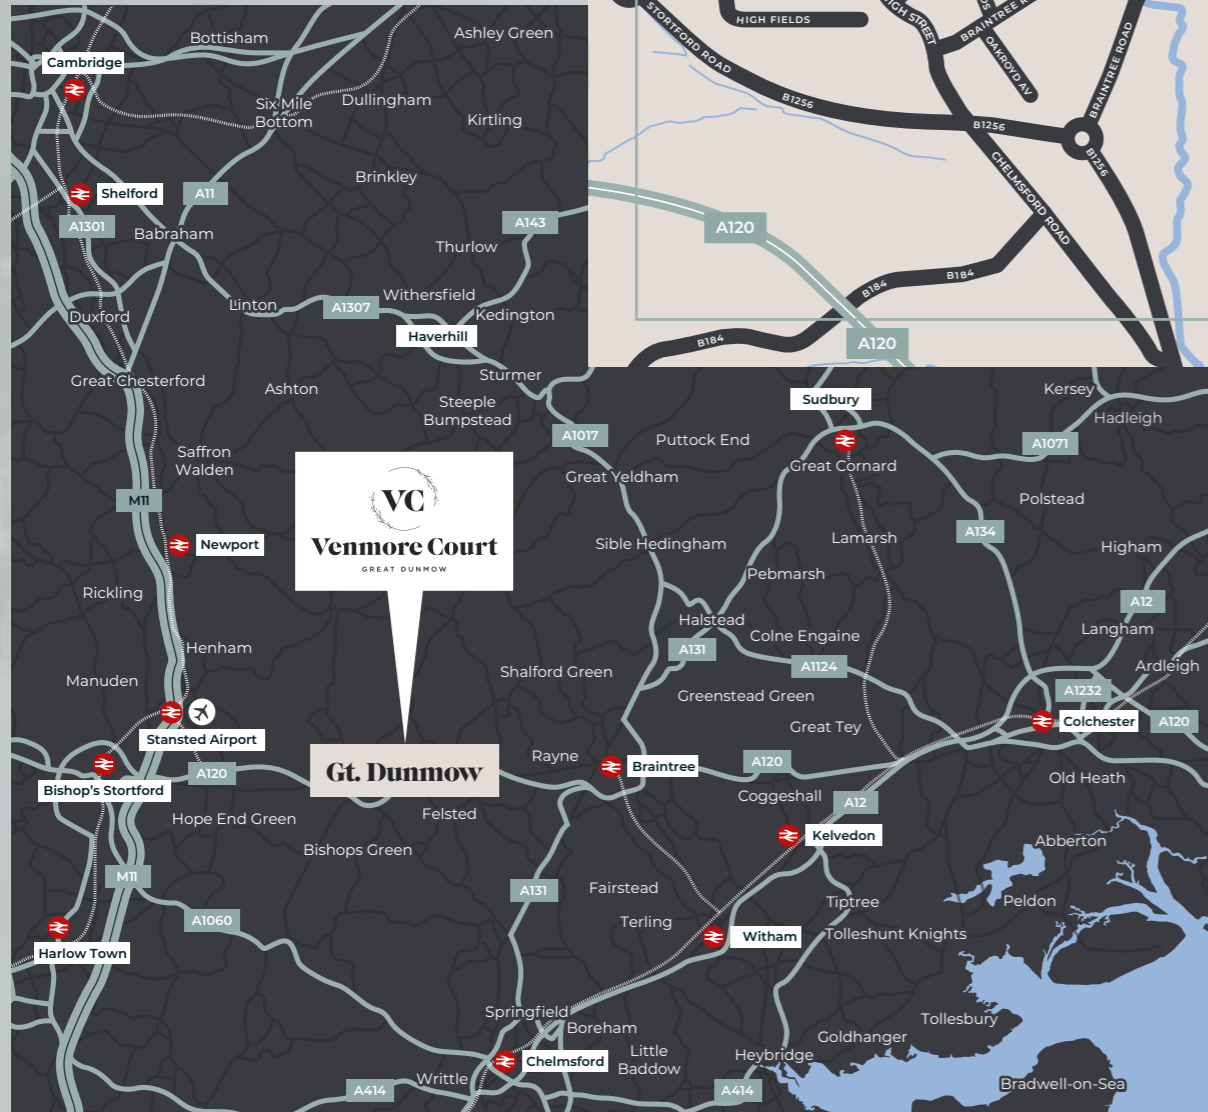 Bottisham
Ashley Green
Cambridge
Six Mile
Bottom
Dullingham
Kirtling
Brinkley
Shelford
A11
A1301
Babraham
A143
Thurlow
Linton
A1307
Withersfield
Kedington
Duxford
Haverhill
Great Chesterford
Ashton
Sturmer
Steeple
Bumpstead
HIGH FIELDS
STORTFORD ROAD
B1256
HIGH STREET
BRAINTREE R
OAKROYD AV
BRAINTREE ROAD
B1256
B1256
CHELMSFORD ROAD
A120
B184
B184
B184
A120
Sudbury
Kersey
Hadleigh
A1017
Puttock End
A1071
Great Cornard
Great Yeldham
Saffron
Walden
M11
Polstead
VC
Venmore Court
GREAT DUNMOW
Newport
Sible Hedingham
Lamarsh
A134
Higham
Pebmarsh
Rickling
A12
Halstead
Langham
Colne Engaine
Henham
A131
A1124
Ardleigh
Shalford Green
Manuden
Greenstead Green
A1232
Stansted Airport
Great Tey
Colchester
A120
Rayne
Braintree
A120
Gt. Dunmow
A120
Bishop's Stortford
Old Heath
Coggeshall
A12
Felsted
Hope End Green
Kelvedon
Abberton
Bishops Green
M11
A131
Fairstead
Tiptree
Peldon
A1060
Terling
Witham
Tolleshunt Knights
Harlow Town
Springfield
Boreham
Tollesbury
Goldhanger
Little
Baddow
Heybridge
Chelmsford
Writtle
A414
A414
Bradwell-on-Sea